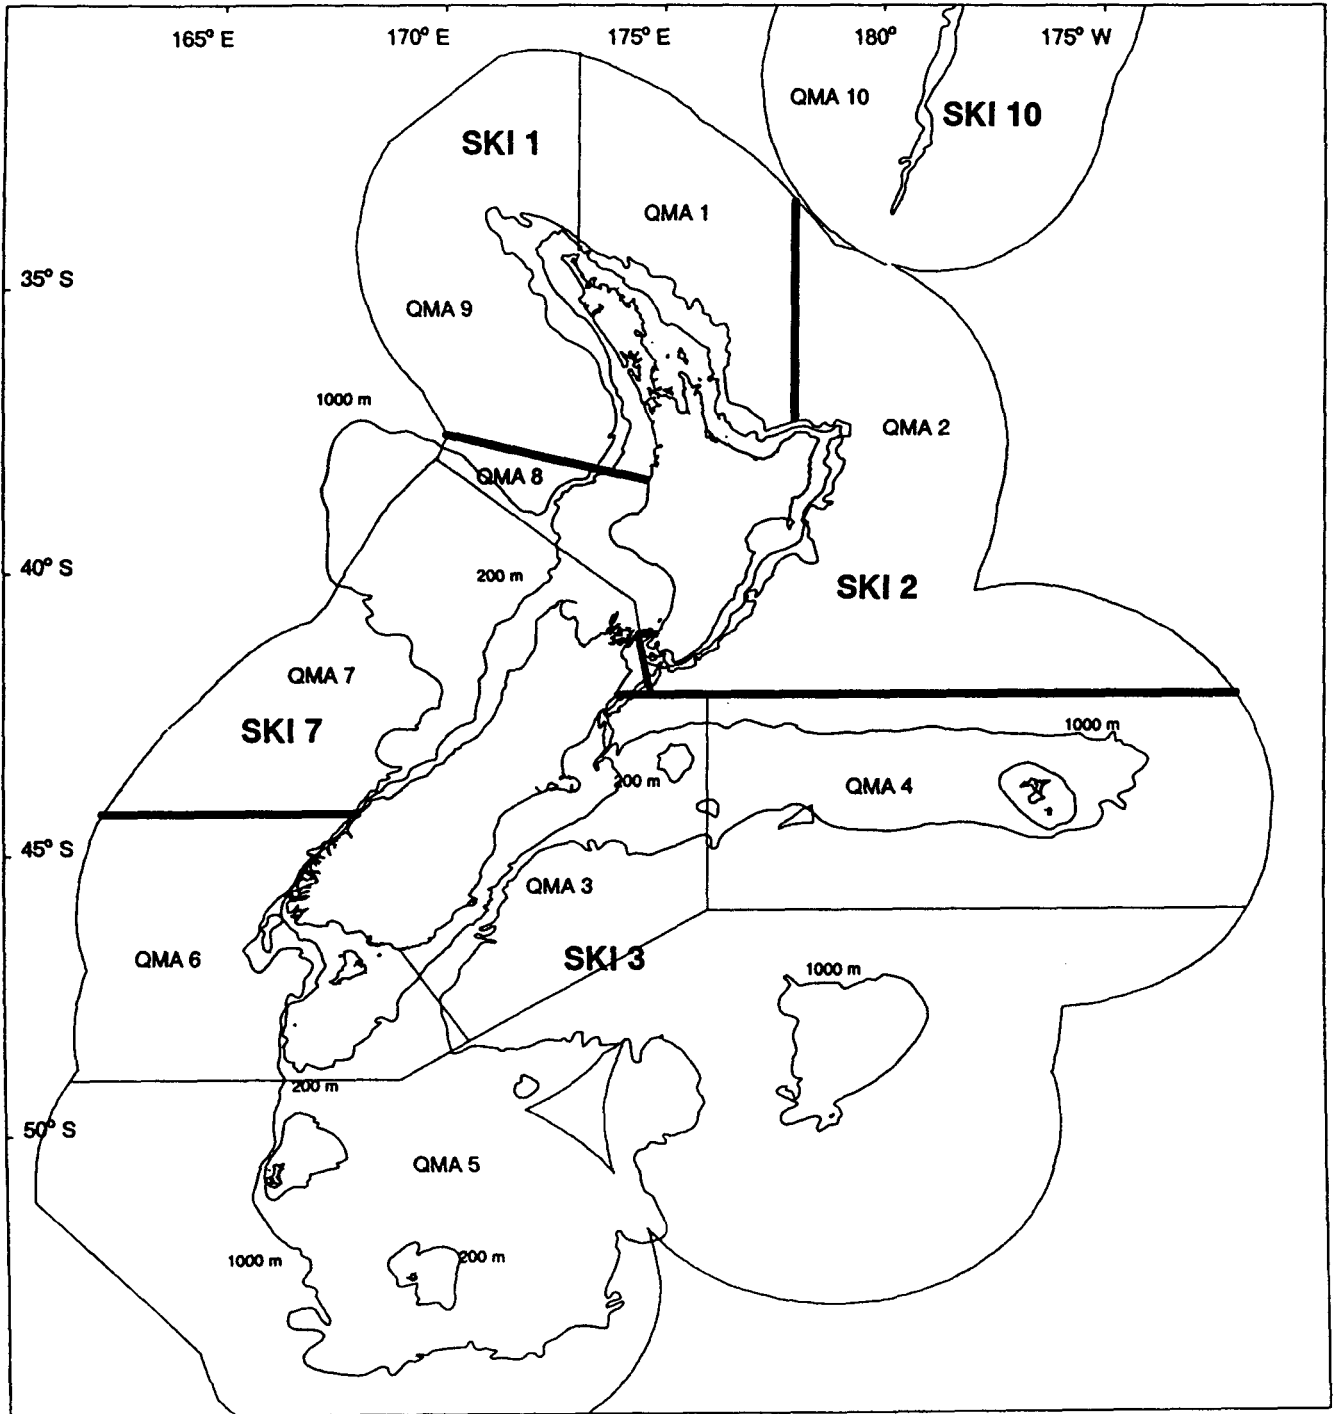 165° E
170° E
175° E
180°
175° W
QMA 10
SKI 10
SKI 1
QMA 1
35° S
QMA 9
1000 m
QMA 2
QMA 8
40° S
200 m
SKI 2
QMA 7
SKI 7
1000 m
200 m
QMA 4
45° S
QMA 3
QMA 6
SKI 3
1000 m
200 m
50° S
QMA 5
1000 m
200 m